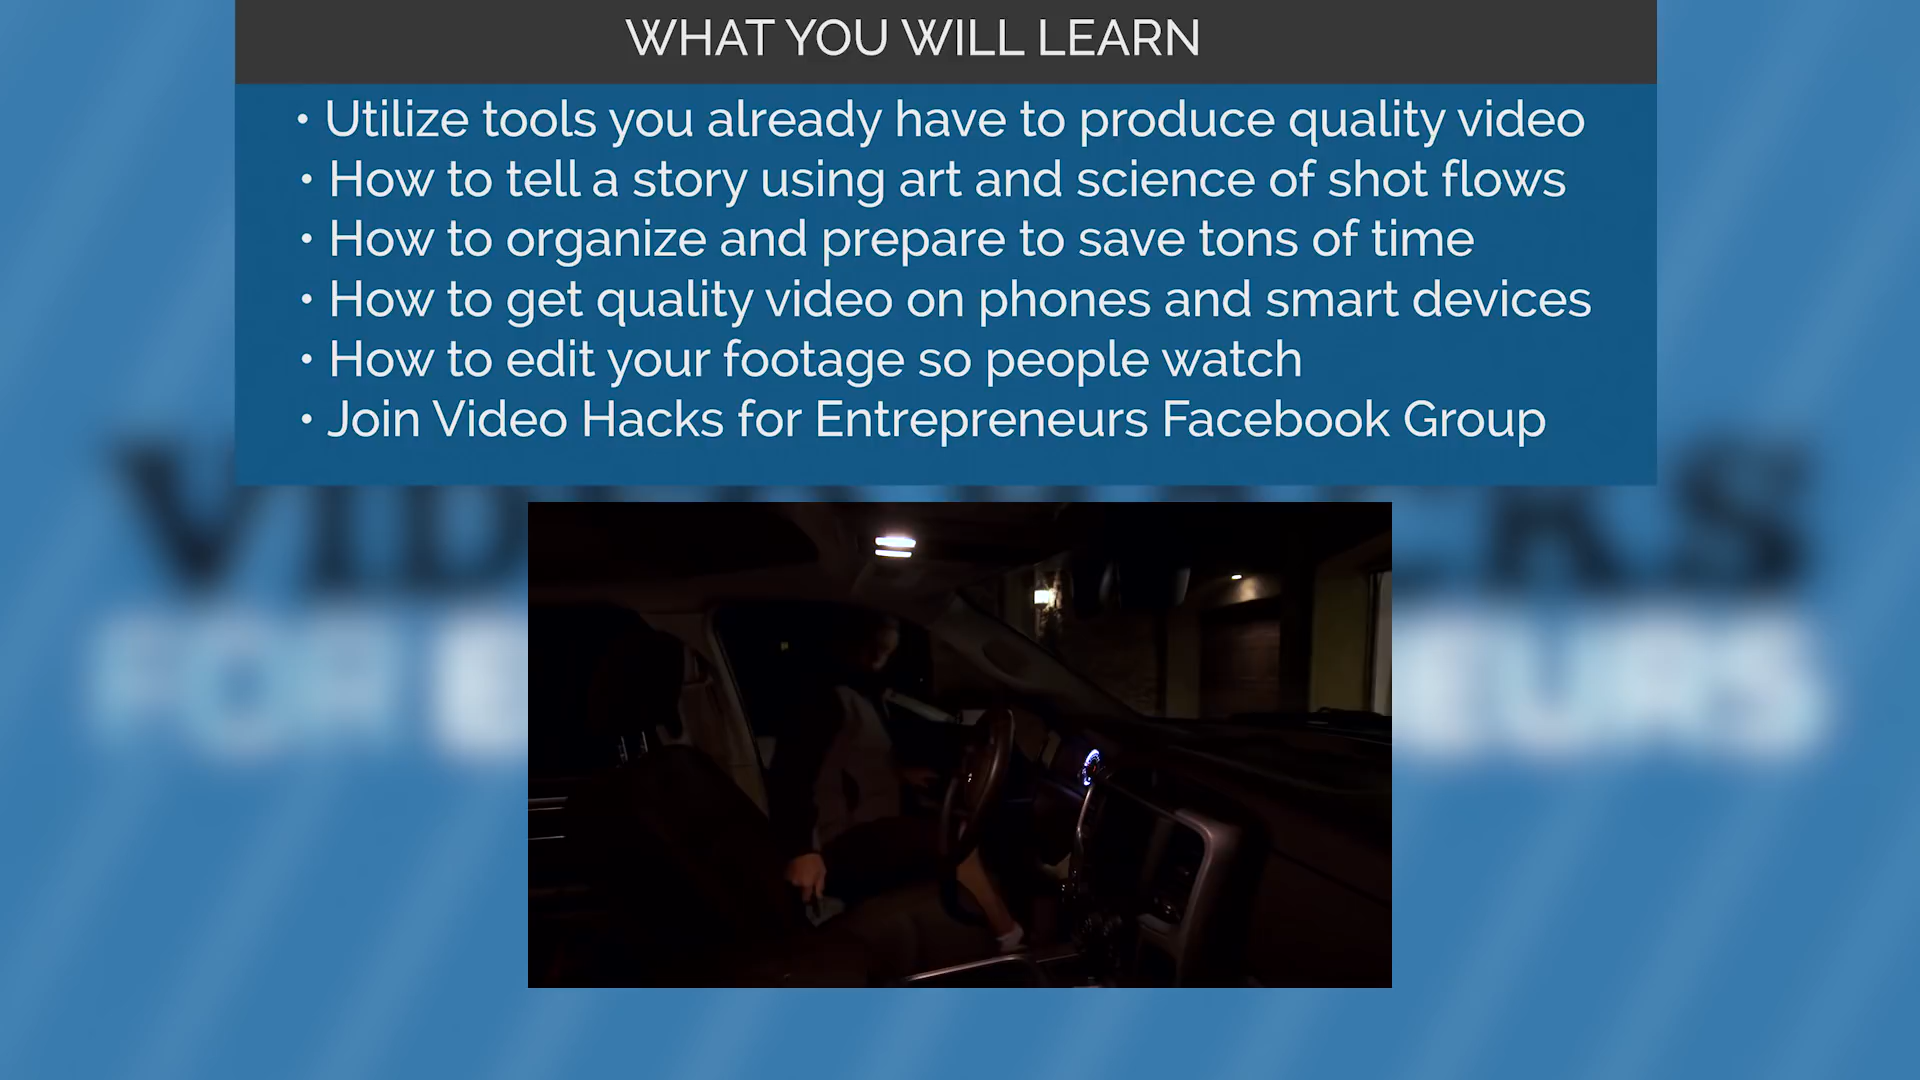 WHAT YOU WILL LEARN
• Utilize tools you already have to produce quality video
• How to tell a story using art and science of shot flows
• How to organize and prepare to save tons of time
• How to get quality video on phones and smart devices
• How to edit your footage so people watch
• Join Video Hacks for Entrepreneurs Facebook Group